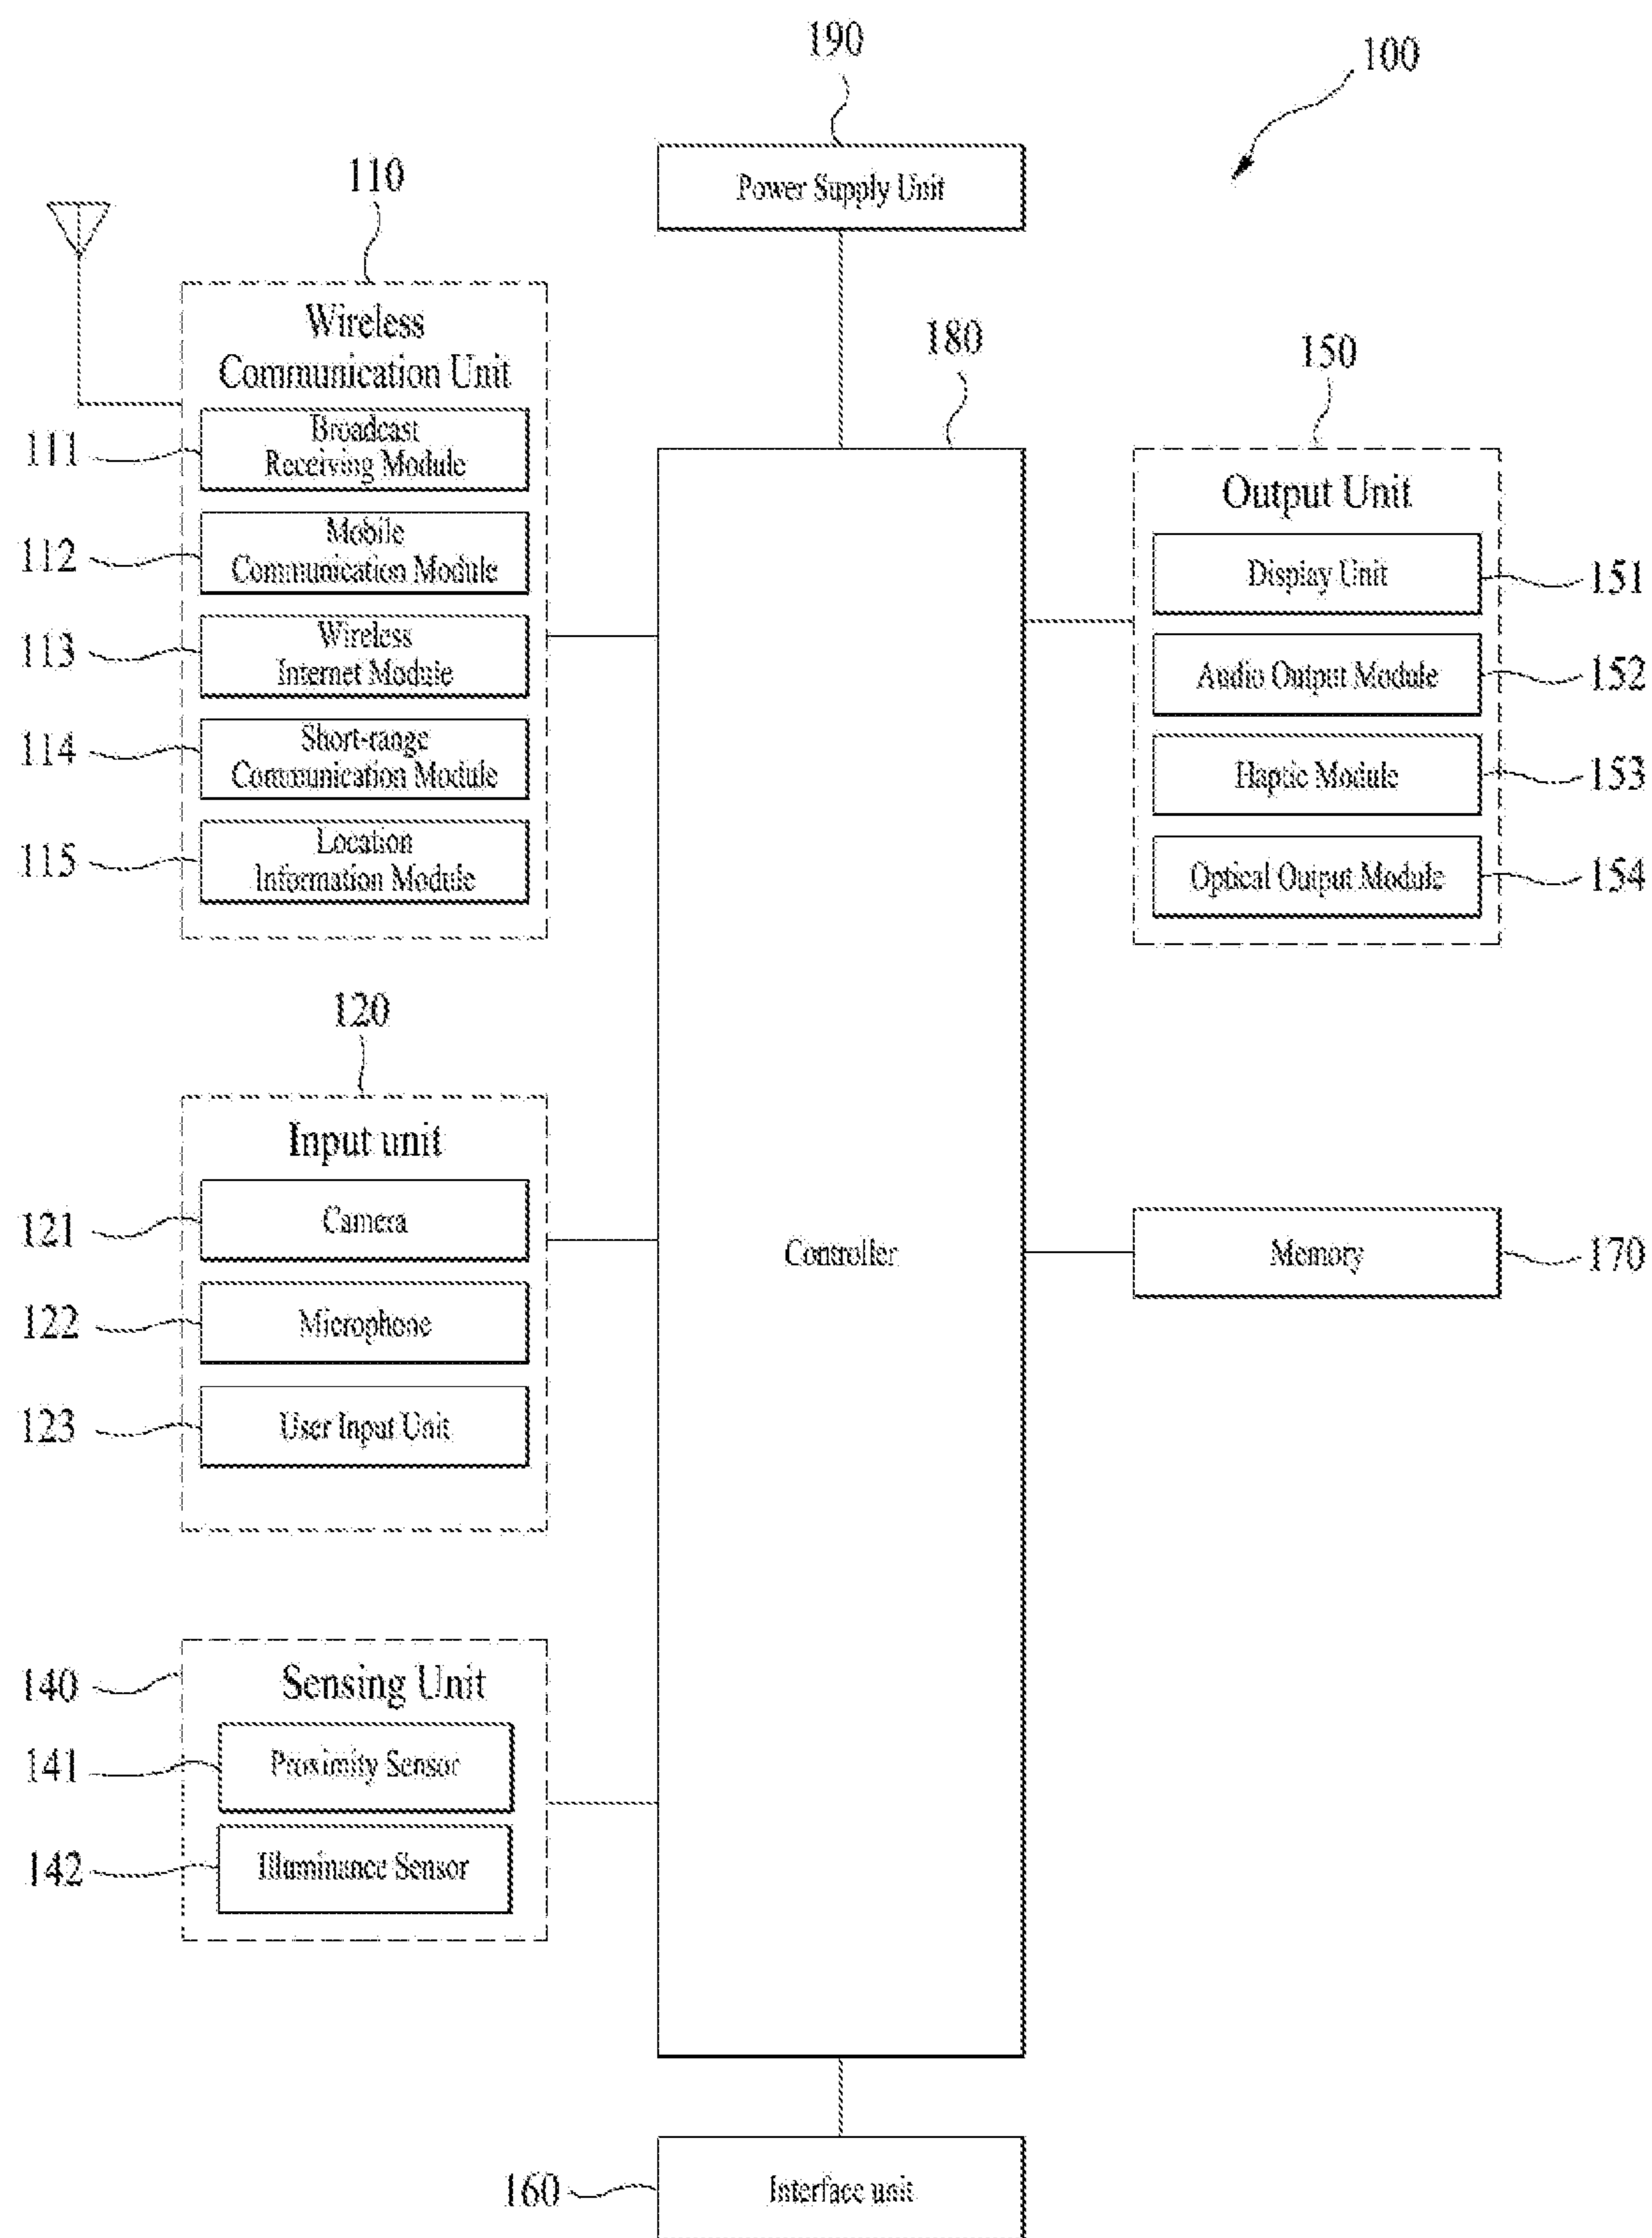 190
100
Power Supply Unit
110
Wireless
Communication Unit
111
Broadcast
Receiving Module
112
Mobile
Communication Module
113
Wireless
Internet Module
114
Short-range
Communication Module
115
Location
Information Module
120
Input unit
121
Camera
122
Microphone
123
User Input Unit
140
Sensing Unit
141
Proximity Sensor
142
Illuminance Sensor
180
Controller
150
Output Unit
Display Unit
151
Audio Output Module
152
Haptic Module
153
Optical Output Module
154
Memory
170
160
Interface unit